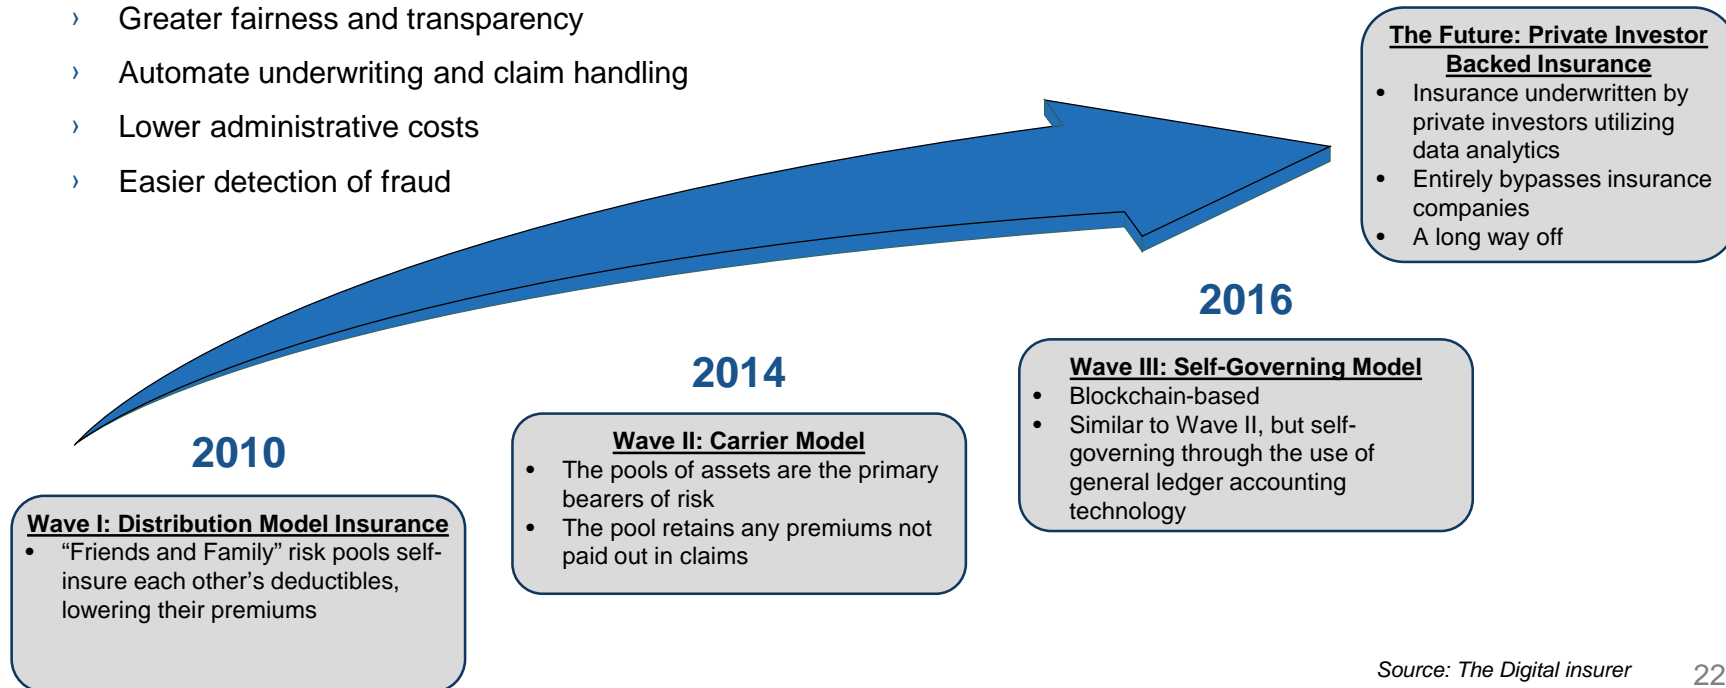 › Greater fairness and transparency
› Automate underwriting and claim handling
› Lower administrative costs
› Easier detection of fraud
The Future: Private Investor
Backed Insurance
• Insurance underwritten by
private investors utilizing
data analytics
• Entirely bypasses insurance
companies
• A long way off
2016
Wave III: Self-Governing Model
• Blockchain-based
• Similar to Wave II, but self-
governing through the use of
general ledger accounting
technology
2014
Wave II: Carrier Model
• The pools of assets are the primary
bearers of risk
• The pool retains any premiums not
paid out in claims
2010
Wave I: Distribution Model Insurance
• “Friends and Family” risk pools self-
insure each other’s deductibles,
lowering their premiums
Source: The Digital insurer
22